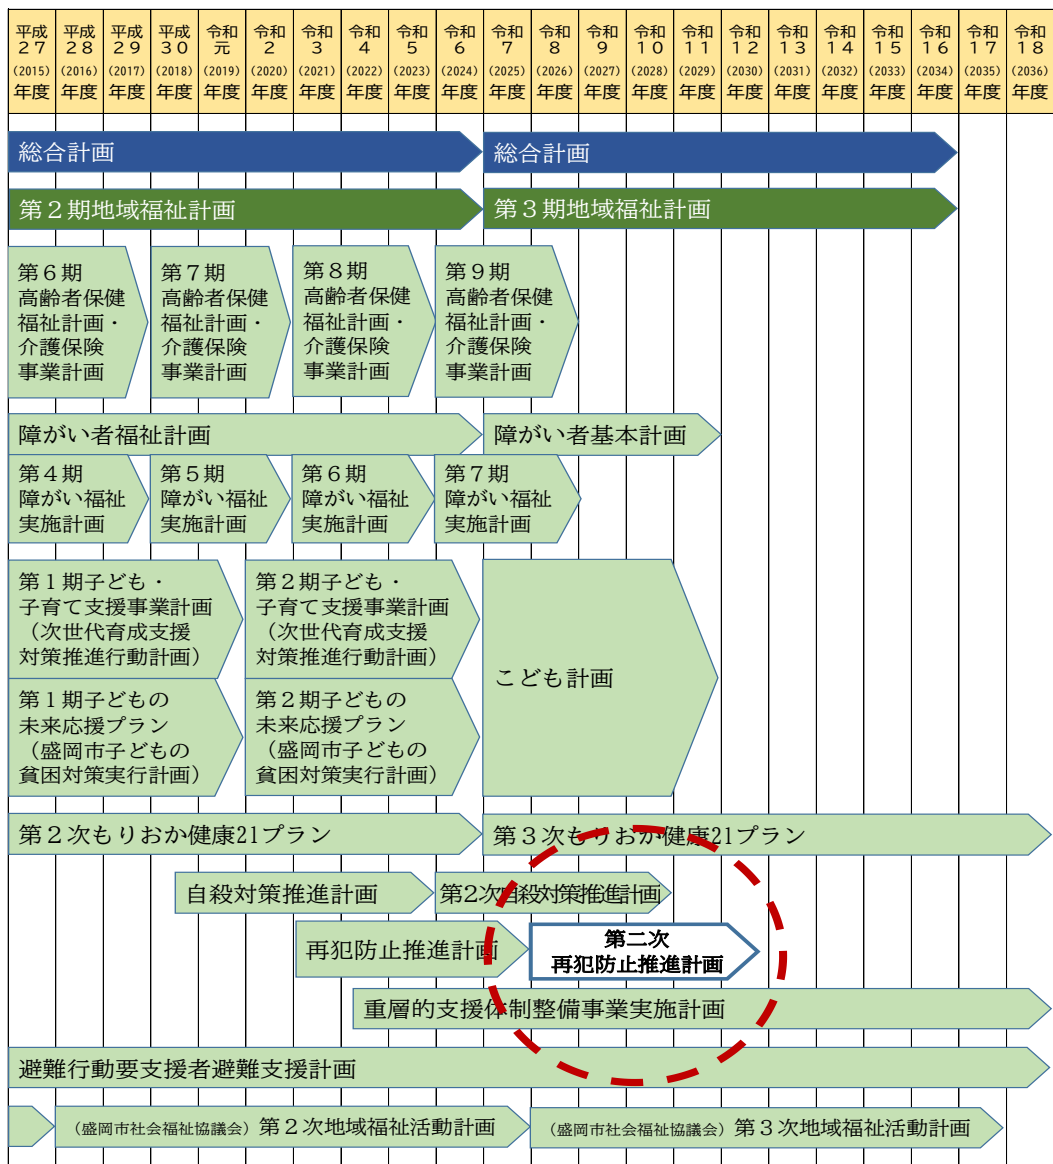 平成
27
(2015)
年度
平成
28
(2016)
年度
平成
29
(2017)
年度
平成
30
(2018)
年度
令和
元
(2019)
年度
令和
2
(2020)
年度
令和
3
(2021)
年度
令和
4
(2022)
年度
令和
5
(2023)
年度
令和
6
(2024)
年度
令和
7
(2025)
年度
令和
8
(2026)
年度
令和
9
(2027)
年度
令和
10
(2028)
年度
令和
11
(2029)
年度
令和
12
(2030)
年度
令和
13
(2031)
年度
令和
14
(2032)
年度
令和
15
(2033)
年度
令和
16
(2034)
年度
令和
17
(2035)
年度
令和
18
(2036)
年度
総合計画
総合計画
第2期地域福祉計画
第3期地域福祉計画
第6期
高齢者保健
福祉計画・
介護保険
事業計画
第7期
高齢者保健
福祉計画・
介護保険
事業計画
第8期
高齢者保健
福祉計画・
介護保険
事業計画
第9期
高齢者保健
福祉計画・
介護保険
事業計画
障がい者福祉計画
障がい者基本計画
第4期
障がい福祉
実施計画
第5期
障がい福祉
実施計画
第6期
障がい福祉
実施計画
第7期
障がい福祉
実施計画
第1期子ども・
子育て支援事業計画
（次世代育成支援
対策推進行動計画）
第2期子ども・
子育て支援事業計画
（次世代育成支援
対策推進行動計画）
こども計画
第1期子どもの
未来応援プラン
（盛岡市子どもの
貧困対策実行計画）
第2期子どもの
未来応援プラン
（盛岡市子どもの
貧困対策実行計画）
第2次もりおか健康21プラン
第3次もりおか健康21プラン
自殺対策推進計画
第2次自殺対策推進計画
再犯防止推進計画
第二次
再犯防止推進計画
重層的支援体制整備事業実施計画
避難行動要支援者避難支援計画
（盛岡市社会福祉協議会）第2次地域福祉活動計画
（盛岡市社会福祉協議会）第3次地域福祉活動計画